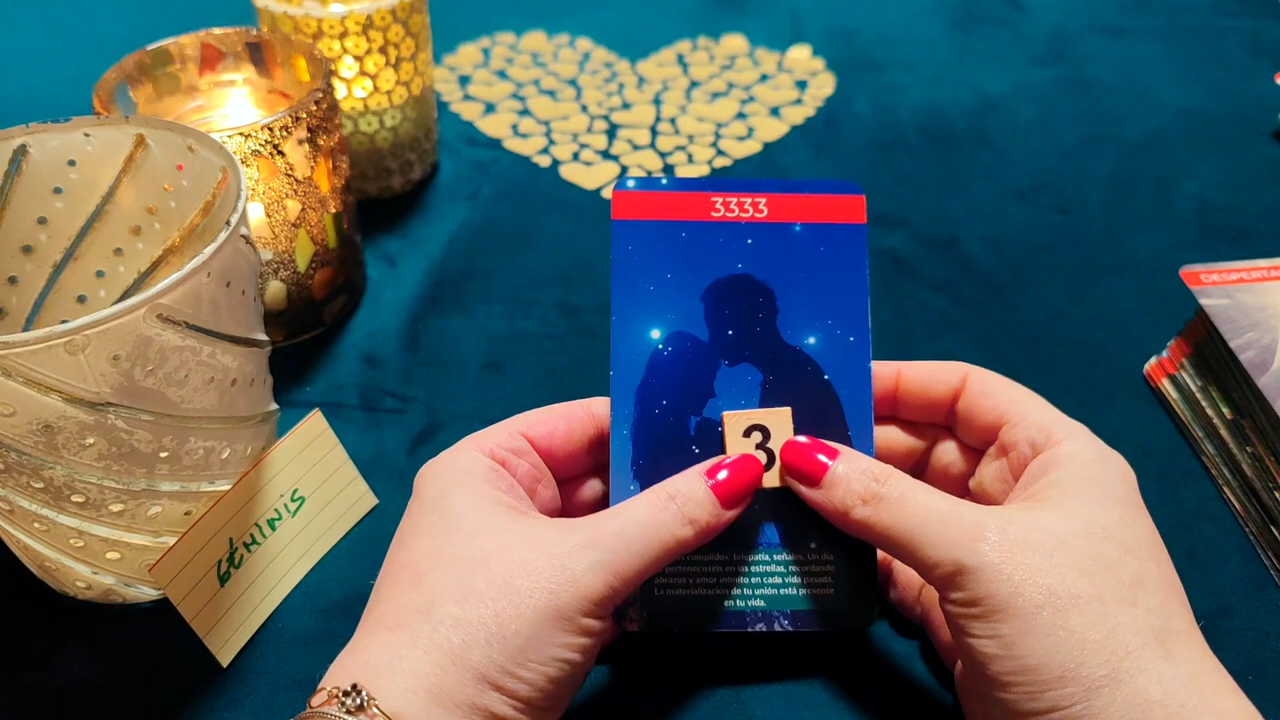 3333
DESPERTA
3
GéMINIS
cumplidos, telepatía, señales. Un día
pertenecisteis en las estrellas, recordando
abrazos y amor infinito en cada vida pasada.
La materialización de tu unión está presente
en tu vida.